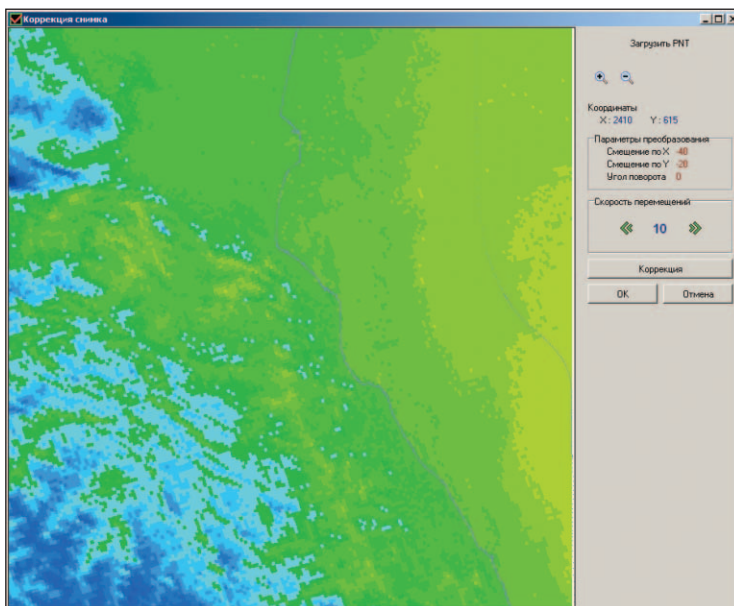 Коррекция снимка
Загрузить PNT
Координаты
X : 2410 Y : 615
Параметры преобразования
Смещение по X -40
Смещение по Y -20
Угол поворота 0
Скорость перемещений
10
Коррекция
ОК Отмена